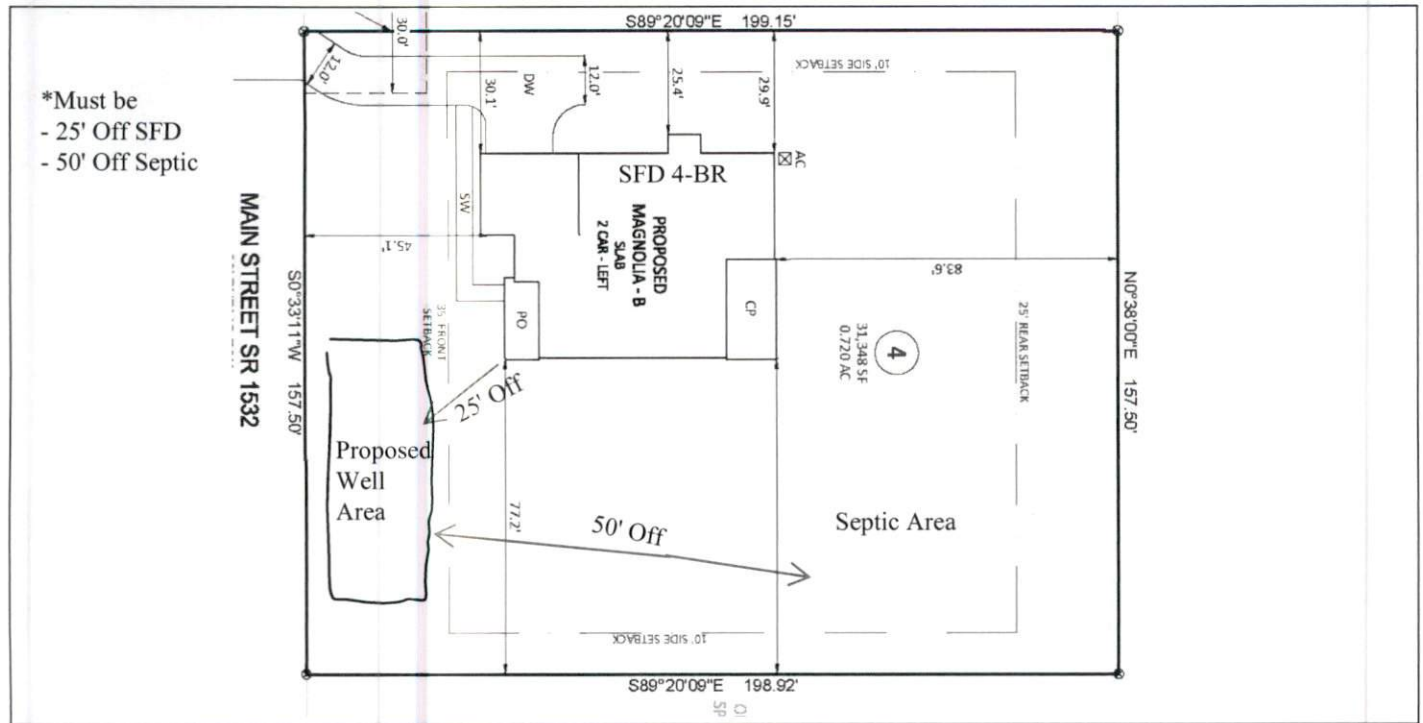 S89°20'09"E 199.15'
30.0'
12.0'
*Must be
- 25' Off SFD
- 50' Off Septic
DW
12.0'
30.1'
25.4'
29.9'
10' SIDE SETBACK
AC
SFD 4-BR
PROPOSED
MAGNOLIA - B
SLAB
2 CAR - LEFT
SW
45.1'
MAIN STREET SR 1532
S0°33'11"W 157.50'
35' FRONT
SETBACK
PO
CP
83.6'
4
31,348 SF
0.720 AC
25' REAR SETBACK
N0°38'00"E 157.50'
25' Off
Proposed
Well
Area
77.2'
50' Off
Septic Area
10' SIDE SETBACK
S89°20'09"E 198.92'